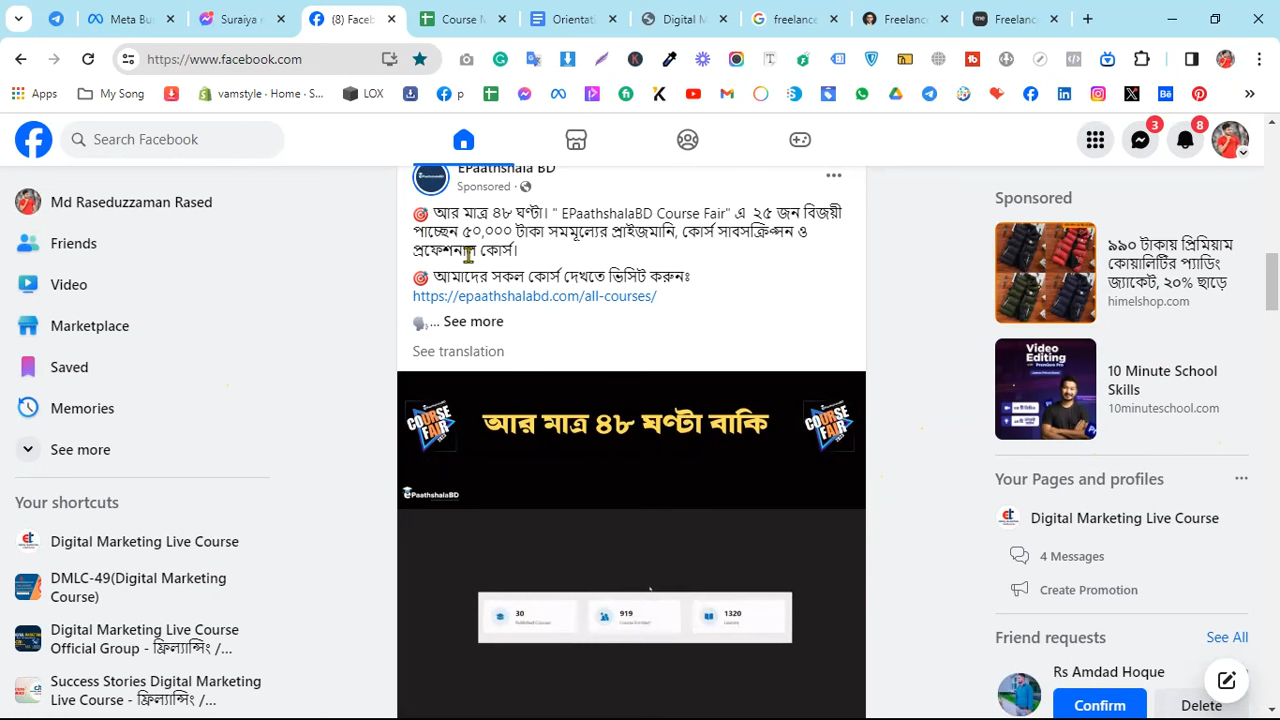 Meta Bu
Suraiya
(8) Faceb
Course M
Orientat
Digital M
freelance
Freelanc
Freelanc
https://www.facebook.com
Apps
My Song
vamstyle · Home · S...
LOX
p
Search Facebook
3
8
Md Raseduzzaman Rased
Friends
Video
Marketplace
Saved
Memories
See more
Your shortcuts
Digital Marketing Live Course
DMLC-49(Digital Marketing
Course)
Digital Marketing Live Course
Official Group - ফ্রিল্যান্সিং /...
Success Stories Digital Marketing
Live Course - ফ্রিল্যান্সিং /...
EPaathshala BD
Sponsored ·
🎯 আর মাত্র ৪৮ ঘণ্টা। " EPaathshalaBD Course Fair" এ ২৫ জন বিজয়ী
পাচ্ছেন ৫০,০০০ টাকা সমমূল্যের প্রাইজমানি, কোর্স সাবসক্রিপ্সন ও
প্রফেশনাল কোর্স।
🎯 আমাদের সকল কোর্স দেখতে ভিসিট করুনঃ
https://epaathshalabd.com/all-courses/
🗣️... See more
See translation
COURSE FAIR
আর মাত্র ৪৮ ঘণ্টা বাকি
COURSE FAIR
ePaathshalaBD
30
919
1320
Sponsored
৯৯০ টাকায় প্রিমিয়াম
কোয়ালিটির প্যাডিং
জ্যাকেট, ২০% ছাড়ে
himelshop.com
Video
Editing
10 Minute School
Skills
10minuteschool.com
Your Pages and profiles
Digital Marketing Live Course
4 Messages
Create Promotion
Friend requests
See All
Rs Amdad Hoque
Confirm
Delete